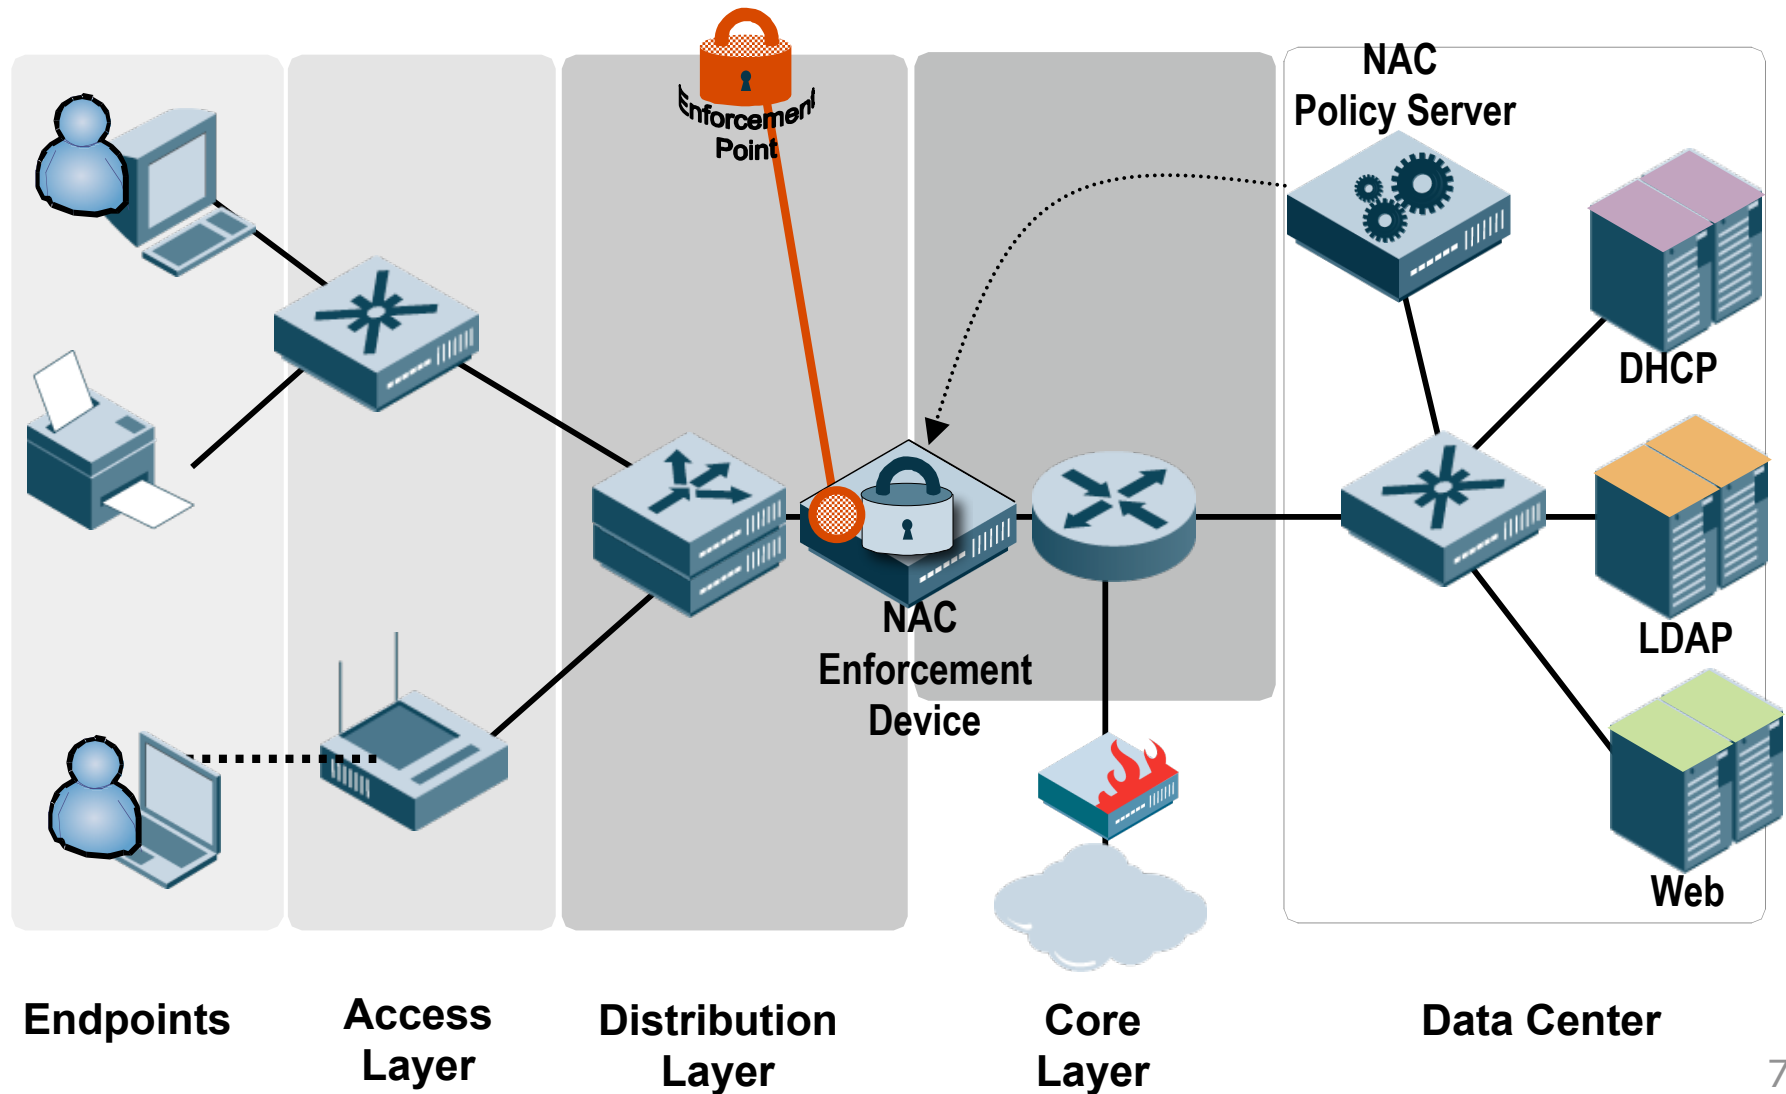 Enforcement
Point
NAC
Policy Server
DHCP
LDAP
NAC
Enforcement
Device
Web
Endpoints
Access
Layer
Distribution
Layer
Core
Layer
Data Center
7